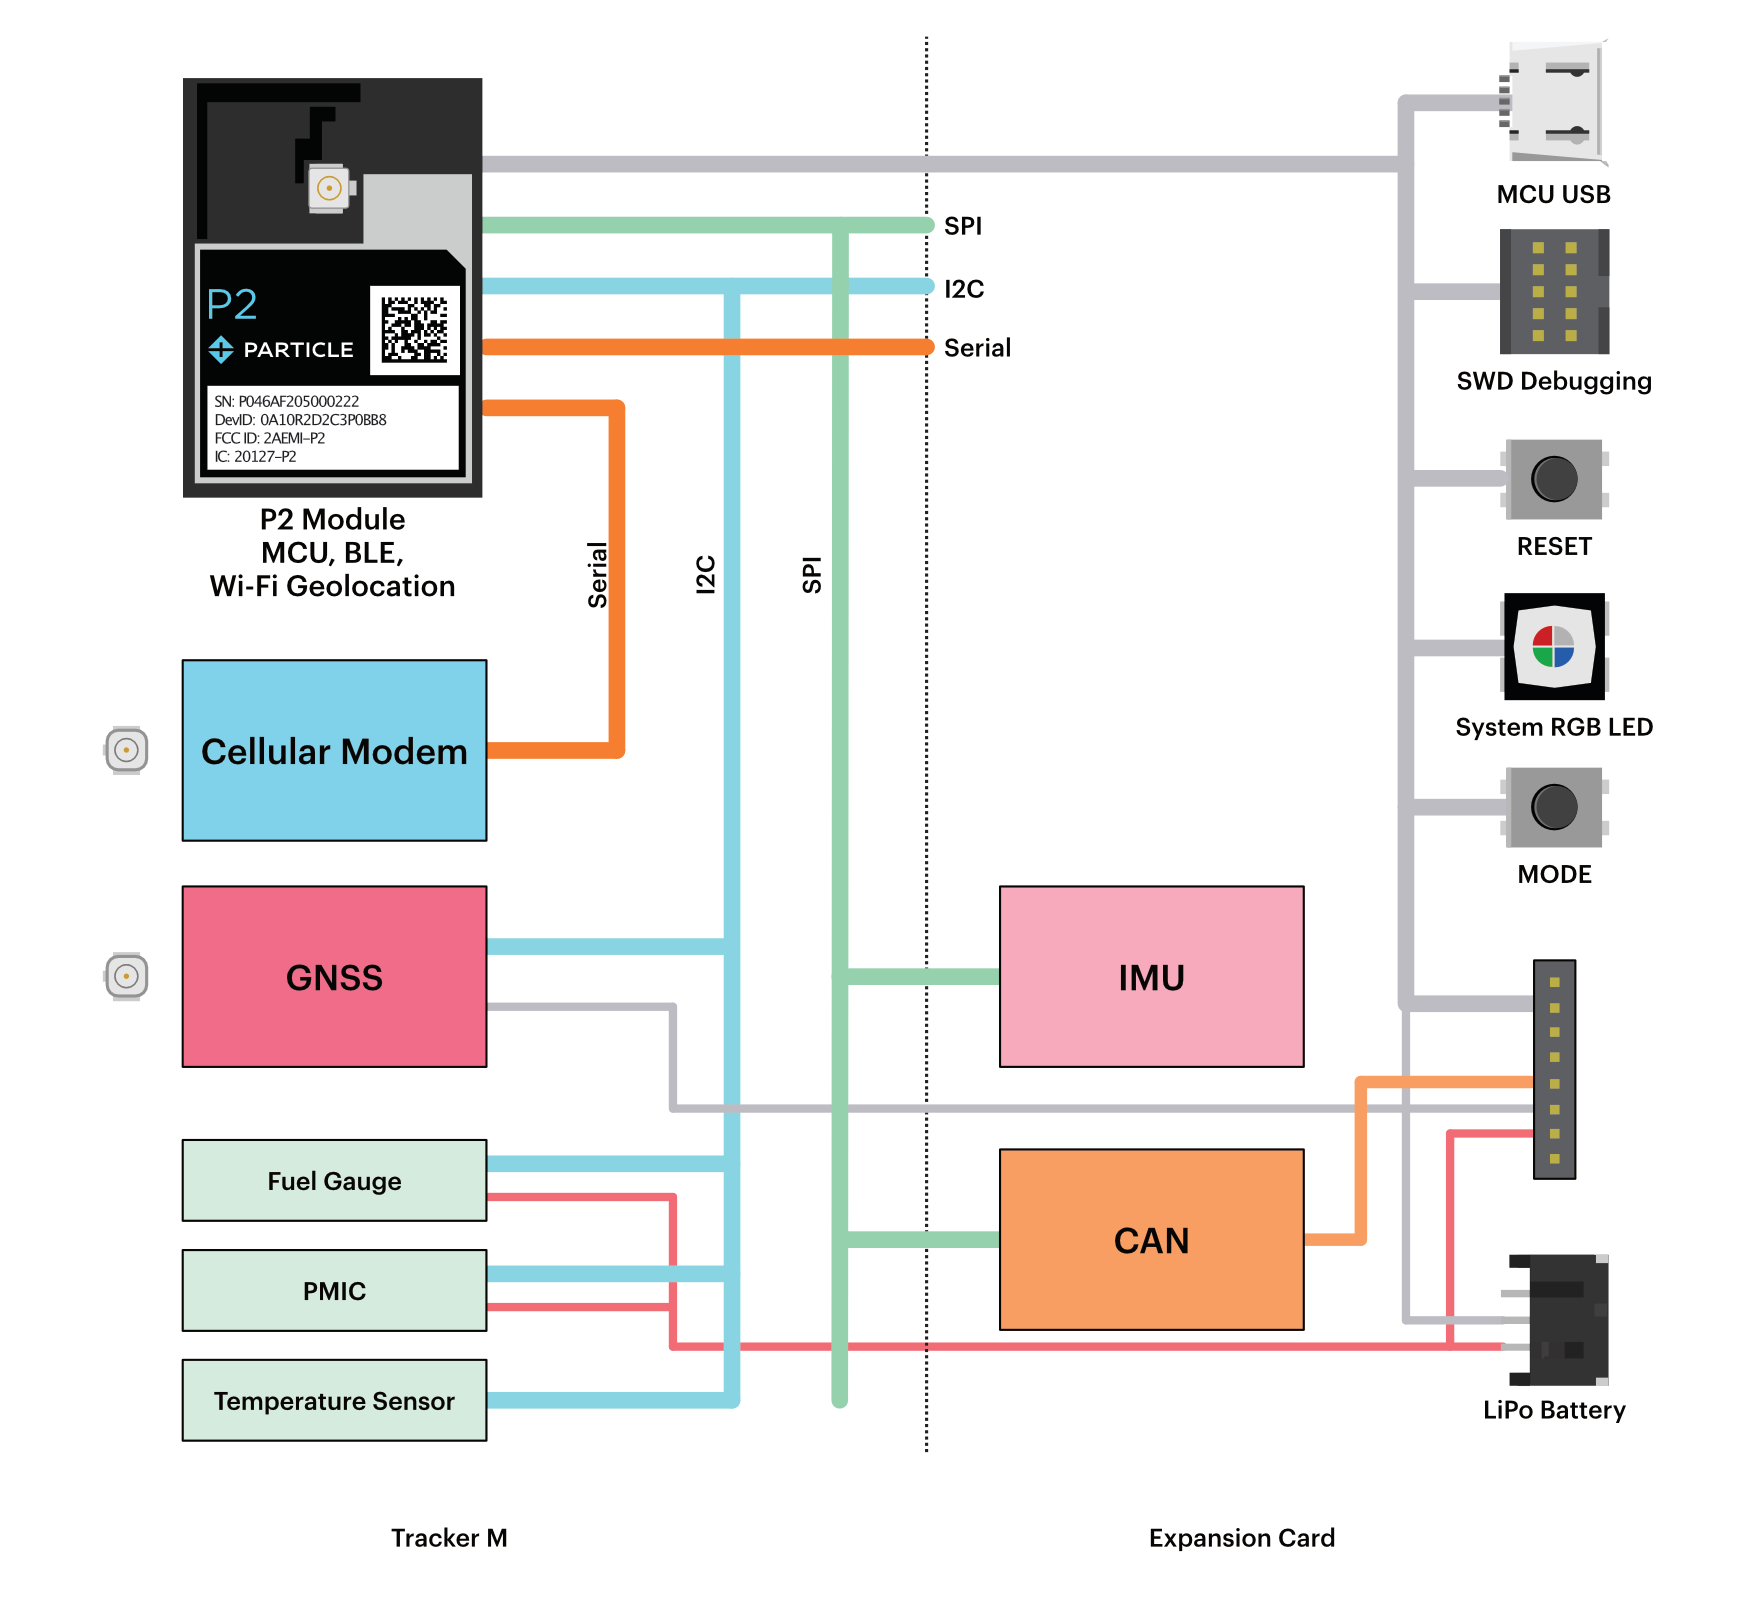 MCU USB
SPI
I2C
Serial
P2
PARTICLE
SN: P046AF205000222
DevID: 0A10R2D2C3P0BB8
FCC ID: 2AEMI-P2
IC: 20127-P2
P2 Module
MCU, BLE,
Wi-Fi Geolocation
SWD Debugging
Serial
I2C
SPI
RESET
System RGB LED
Cellular Modem
MODE
GNSS
IMU
Fuel Gauge
CAN
PMIC
Temperature Sensor
LiPo Battery
Tracker M
Expansion Card